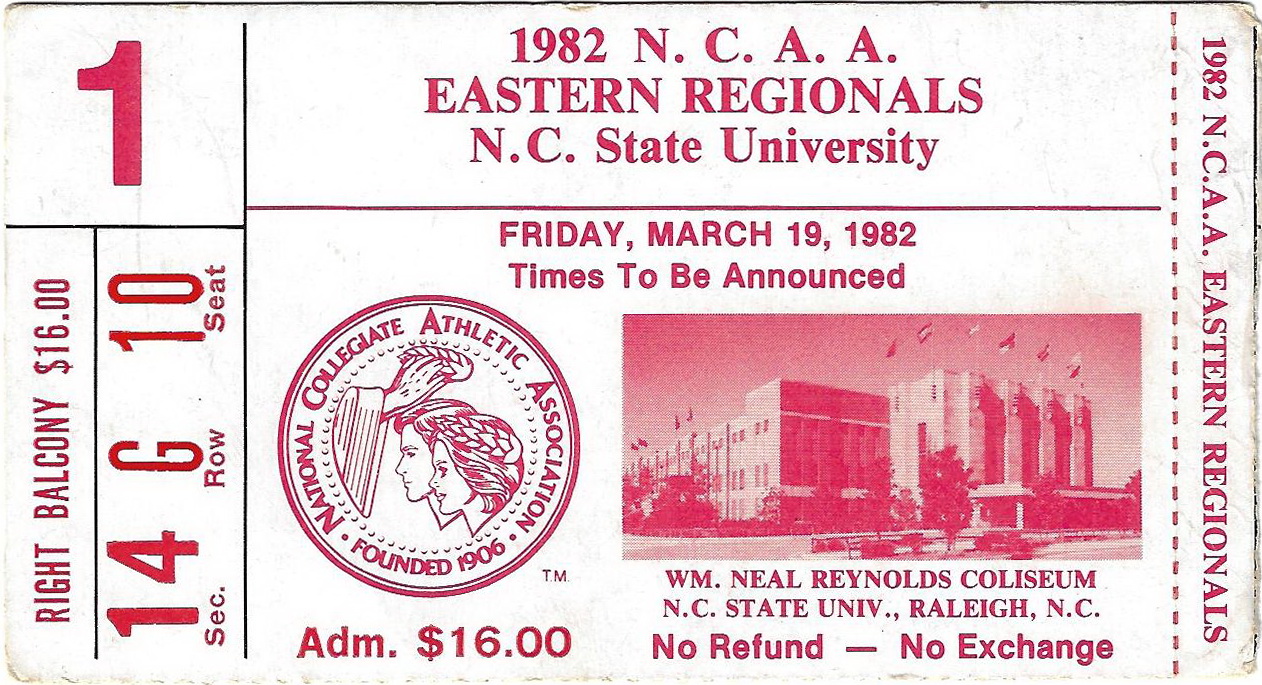 1
RIGHT BALCONY $16.00
14 G 10
Sec. Row Seat
1982 N. C. A. A.
EASTERN REGIONALS
N.C. State University
FRIDAY, MARCH 19, 1982
Times To Be Announced
NATIONAL COLLEGIATE ATHLETIC ASSOCIATION
• FOUNDED 1906 •
T.M.
Adm. $16.00
WM. NEAL REYNOLDS COLISEUM
N.C. STATE UNIV., RALEIGH, N.C.
No Refund — No Exchange
1982 N.C.A.A. EASTERN REGIONALS